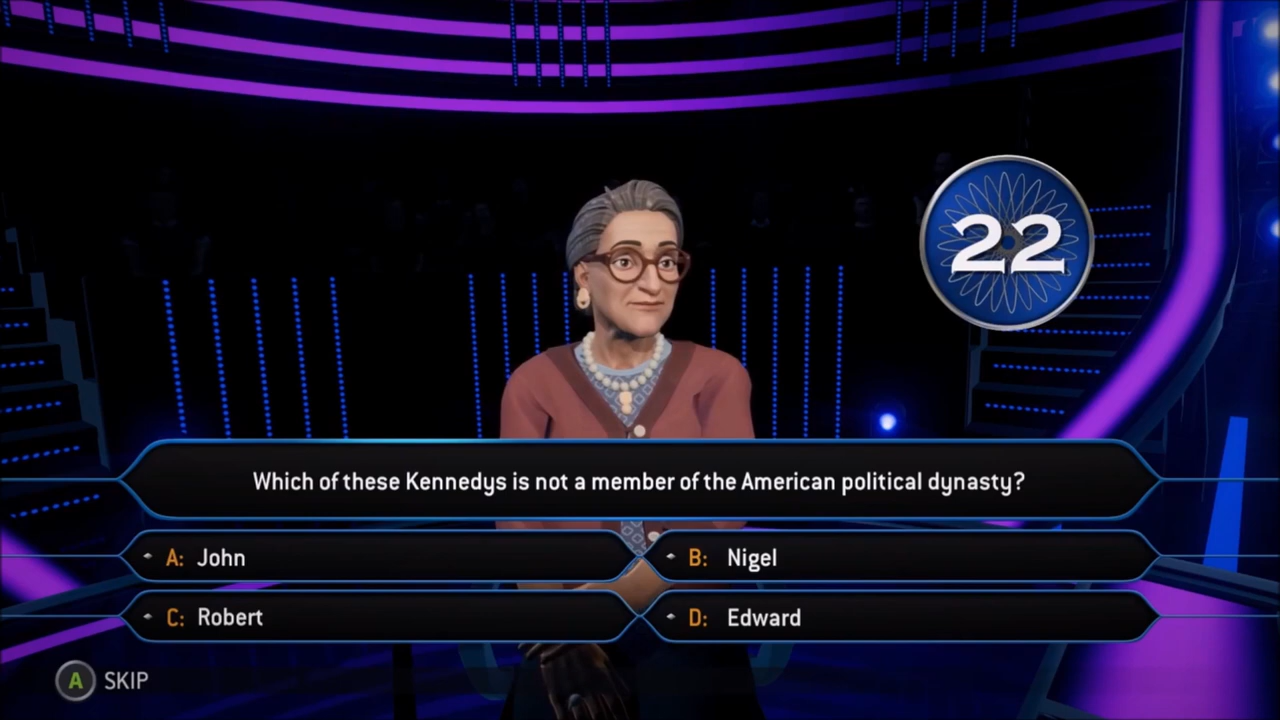 22
Which of these Kennedys is not a member of the American political dynasty?
A: John
B: Nigel
C: Robert
D: Edward
A SKIP